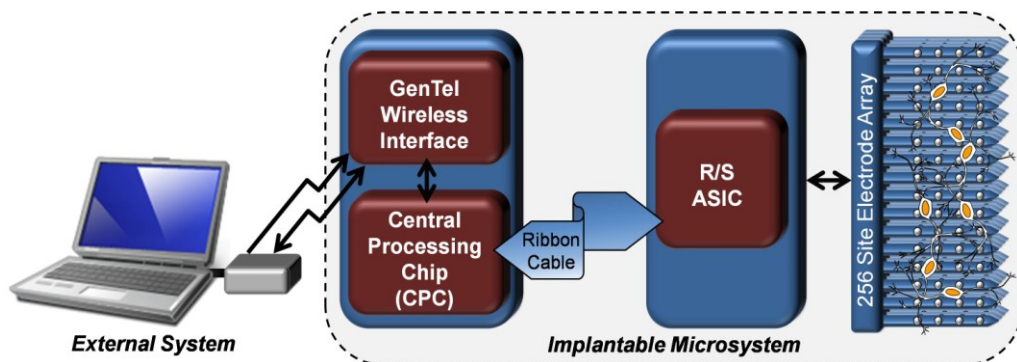 GenTel
Wireless
Interface
Central
Processing
Chip
(CPC)
Ribbon
Cable
R/S
ASIC
256 Site Electrode Array
External System
Implantable Microsystem